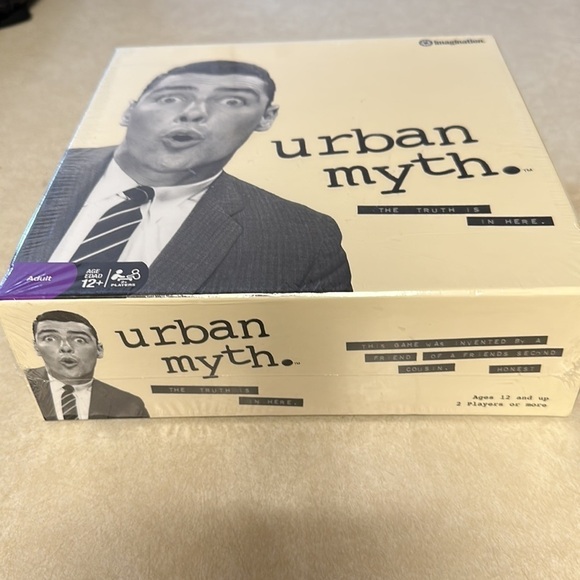 imagination
urban
myth.™
THE TRUTH IS
IN HERE.
Adult
AGE
EDAD
12+
PLAYERS
urban
myth.™
THE TRUTH IS
IN HERE.
THIS GAME WAS INVENTED BY A
FRIEND OF A FRIENDS SECOND
COUSIN. HONEST
Ages 12 and up
2 Players or more